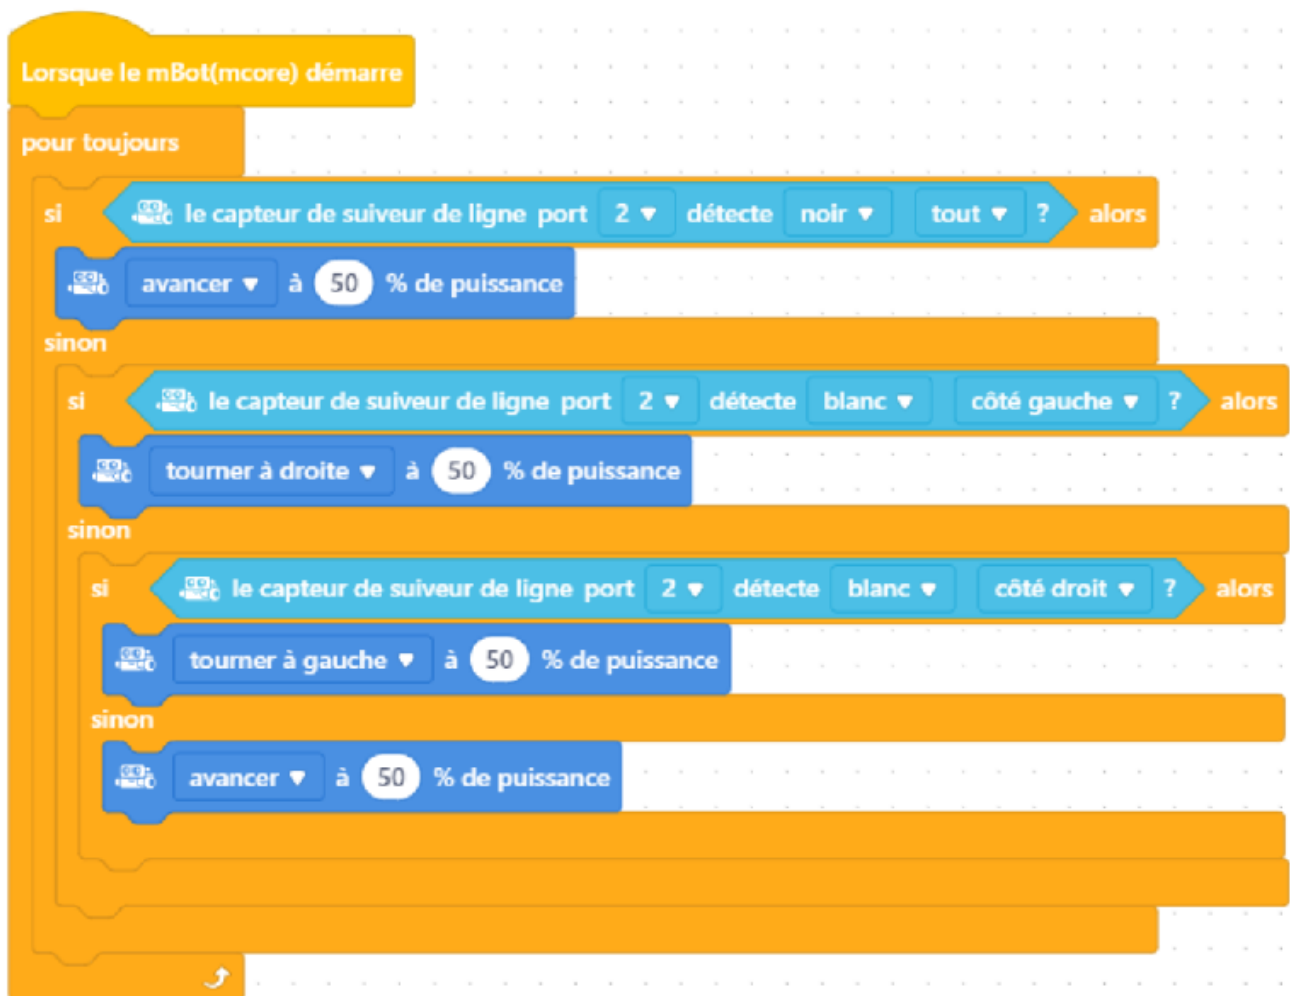 Lorsque le mBot(mcore) démarre
pour toujours
si le capteur de suiveur de ligne port 2 détecte noir tout ? alors
avancer à 50 % de puissance
sinon
si le capteur de suiveur de ligne port 2 détecte blanc côté gauche ? alors
tourner à droite à 50 % de puissance
sinon
si le capteur de suiveur de ligne port 2 détecte blanc côté droit ? alors
tourner à gauche à 50 % de puissance
sinon
avancer à 50 % de puissance